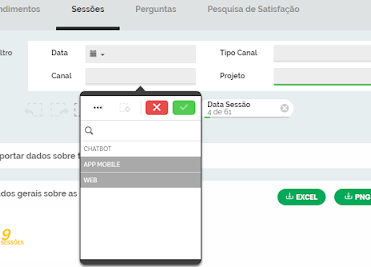 ndimentos Sessões Perguntas Pesquisa de Satisfação
ltro Data Tipo Canal
Canal Projeto
Data Sessão
4 de 61
CHATBOT
portar dados sobre
APP MOBILE
WEB
dos gerais sobre as
EXCEL PNG
9
SESSÕES